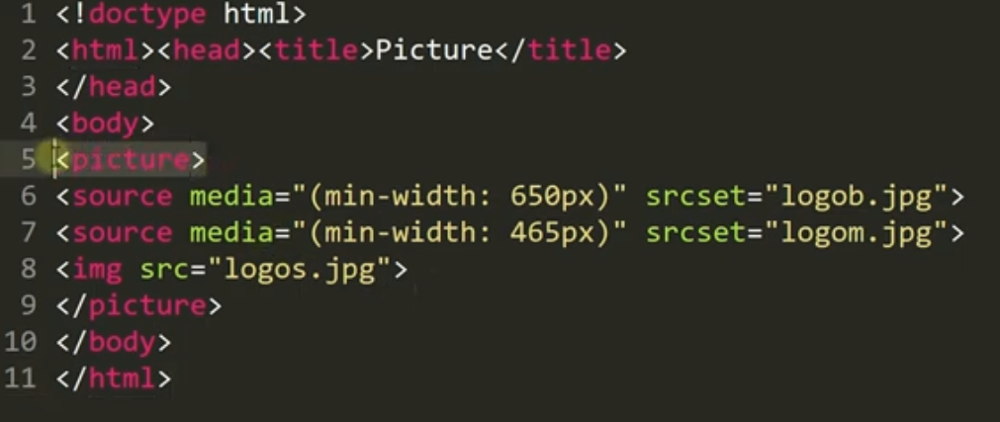 1 <!doctype html>
2 <html><head><title>Picture</title>
3 </head>
4 <body>
5 <picture>
6 <source media="(min-width: 650px)" srcset="logob.jpg">
7 <source media="(min-width: 465px)" srcset="logom.jpg">
8 <img src="logos.jpg">
9 </picture>
10 </body>
11 </html>